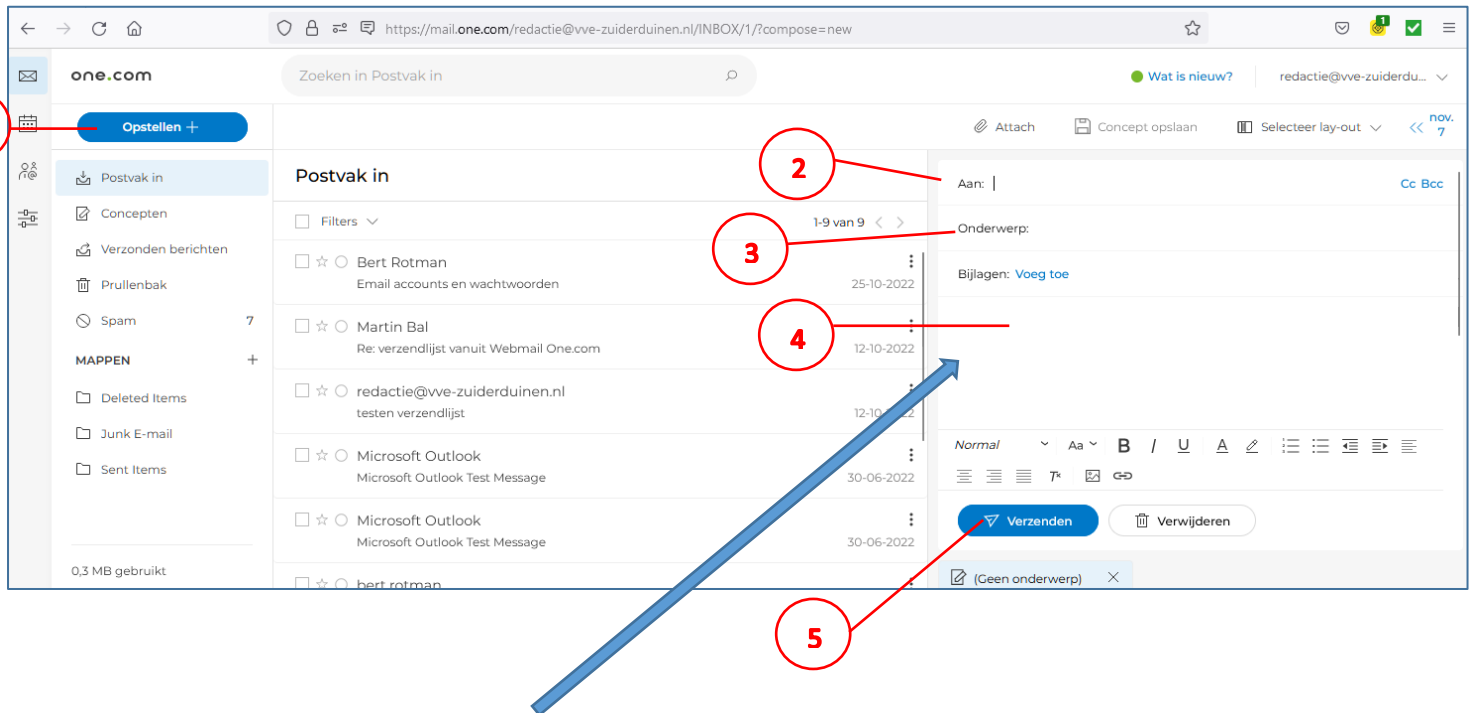 https://mail.one.com/redactie@vve-zuiderduinen.nl/INBOX/1/?compose=new
1
one.com
Zoeken in Postvak in
Wat is nieuw?
redactie@vve-zuiderdu...
Opstellen +
Attach
Concept opslaan
Selecteer lay-out
nov.
7
Postvak in
Concepten
Verzonden berichten
Prullenbak
Spam 7
MAPPEN +
Deleted Items
Junk E-mail
Sent Items
0,3 MB gebruikt
Postvak in
Filters
1-9 van 9
Bert Rotman
Email accounts en wachtwoorden 25-10-2022
Martin Bal
Re: verzendlijst vanuit Webmail One.com 12-10-2022
redactie@vve-zuiderduinen.nl
testen verzendlijst 12-10-2022
Microsoft Outlook
Microsoft Outlook Test Message 30-06-2022
Microsoft Outlook
Microsoft Outlook Test Message 30-06-2022
bert rotman
2
Aan: Cc Bcc
3
Onderwerp:
Bijlagen: Voeg toe
4
Normal Aa B I U A
Tx
Verzenden Verwijderen
(Geen onderwerp)
5